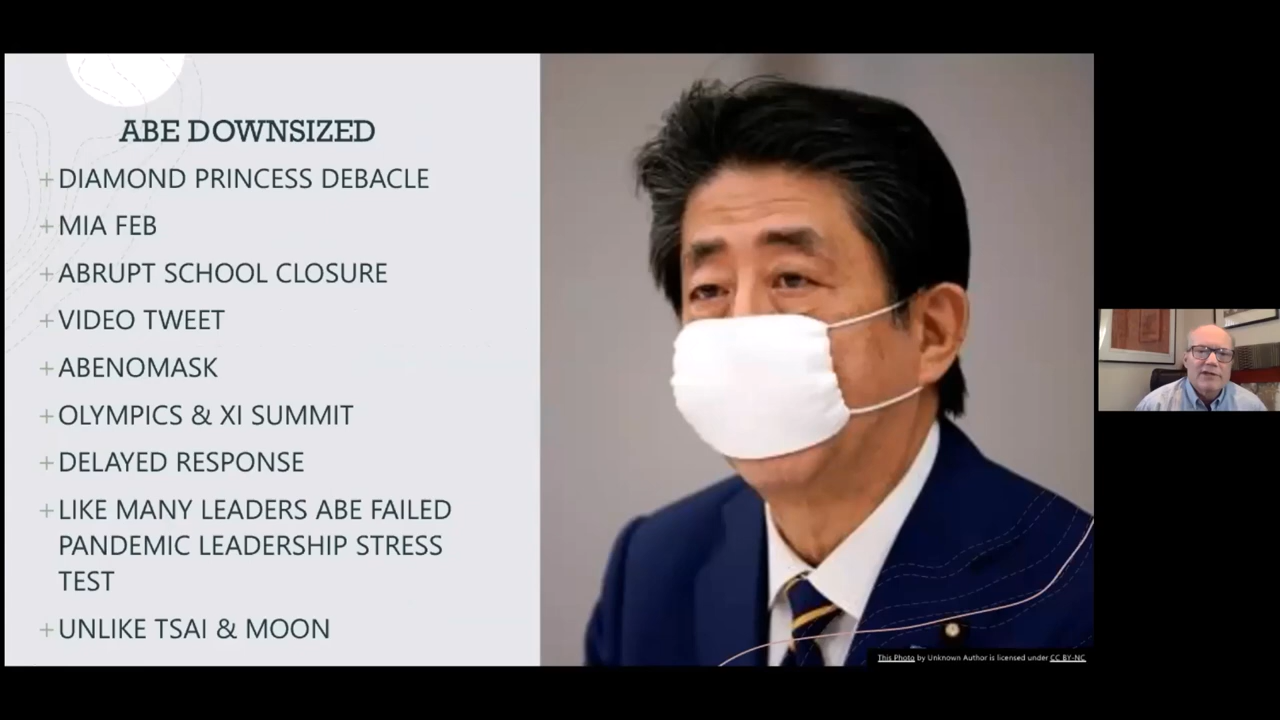 ABE DOWNSIZED
+DIAMOND PRINCESS DEBACLE
+MIA FEB
+ABRUPT SCHOOL CLOSURE
+VIDEO TWEET
+ABENOMASK
+OLYMPICS & XI SUMMIT
+DELAYED RESPONSE
+LIKE MANY LEADERS ABE FAILED
PANDEMIC LEADERSHIP STRESS
TEST
+UNLIKE TSAI & MOON
This Photo by Unknown Author is licensed under CC BY-NC